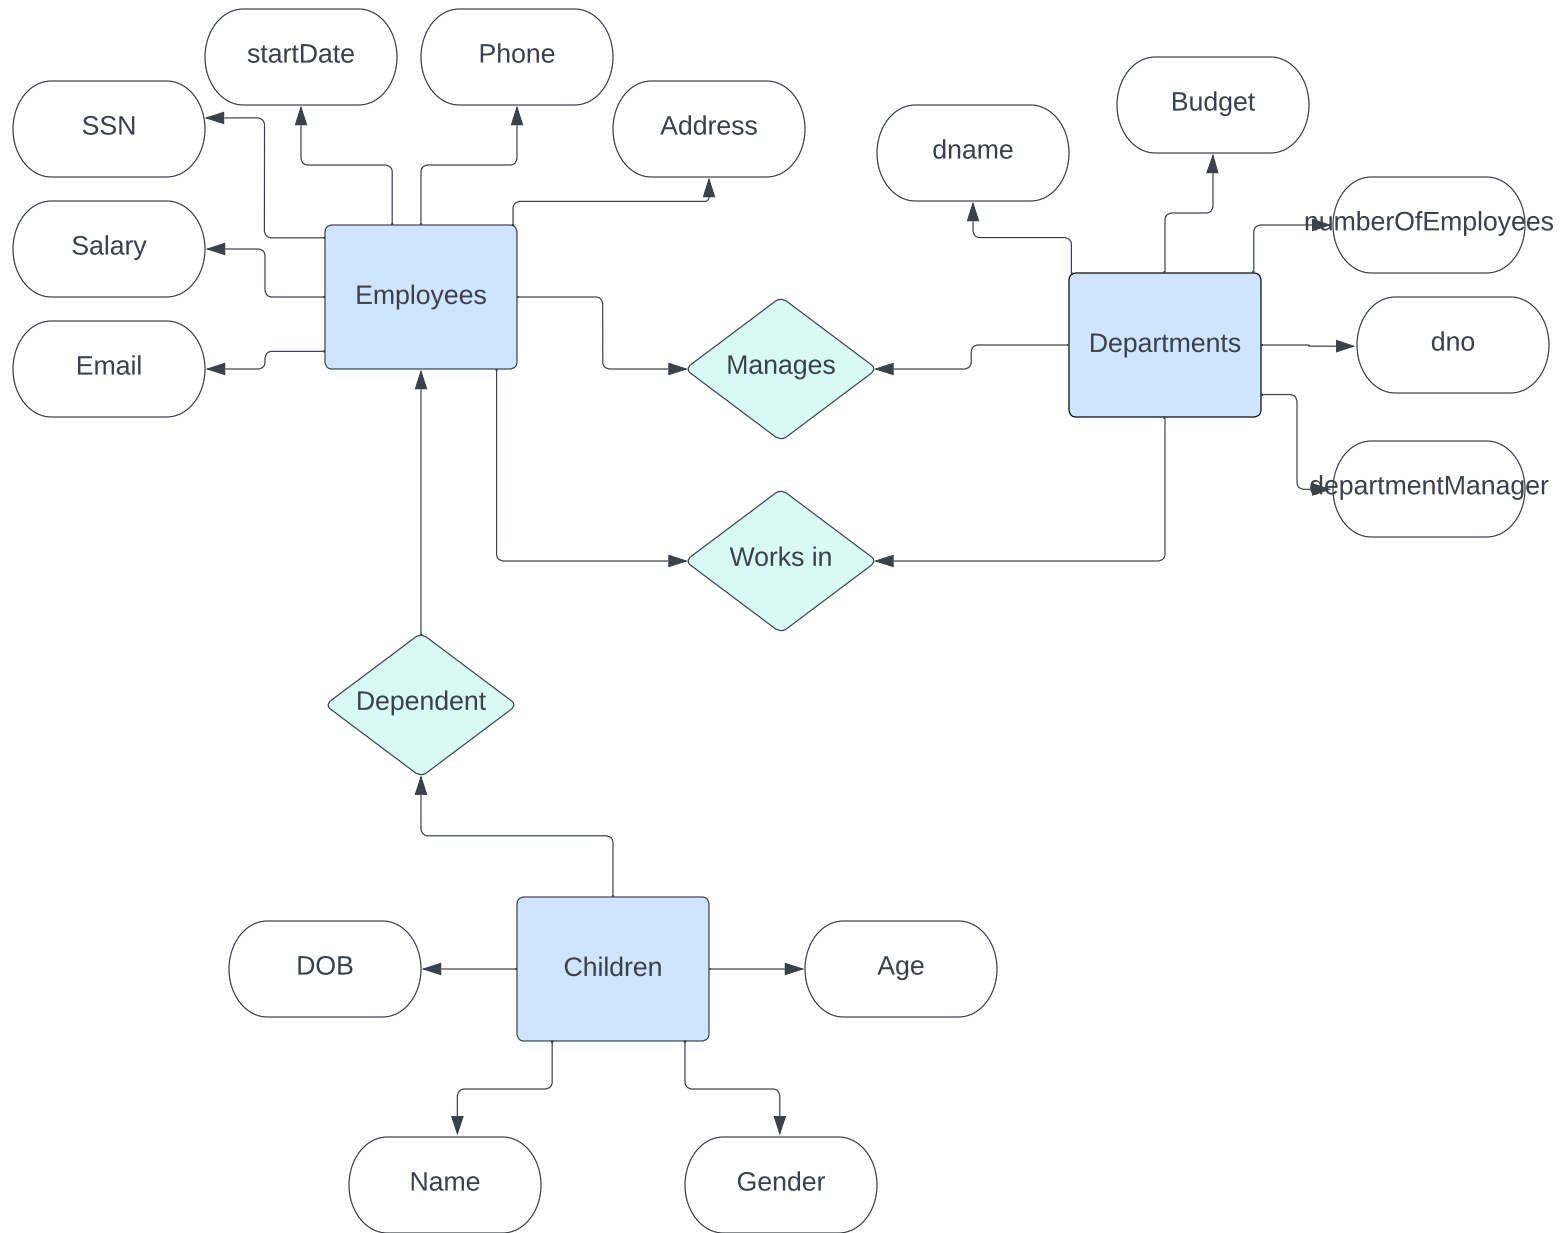 startDate
Phone
SSN
Address
Budget
dname
numberOfEmployees
Salary
Employees
Departments
dno
Email
Manages
departmentManager
Works in
Dependent
DOB
Children
Age
Name
Gender